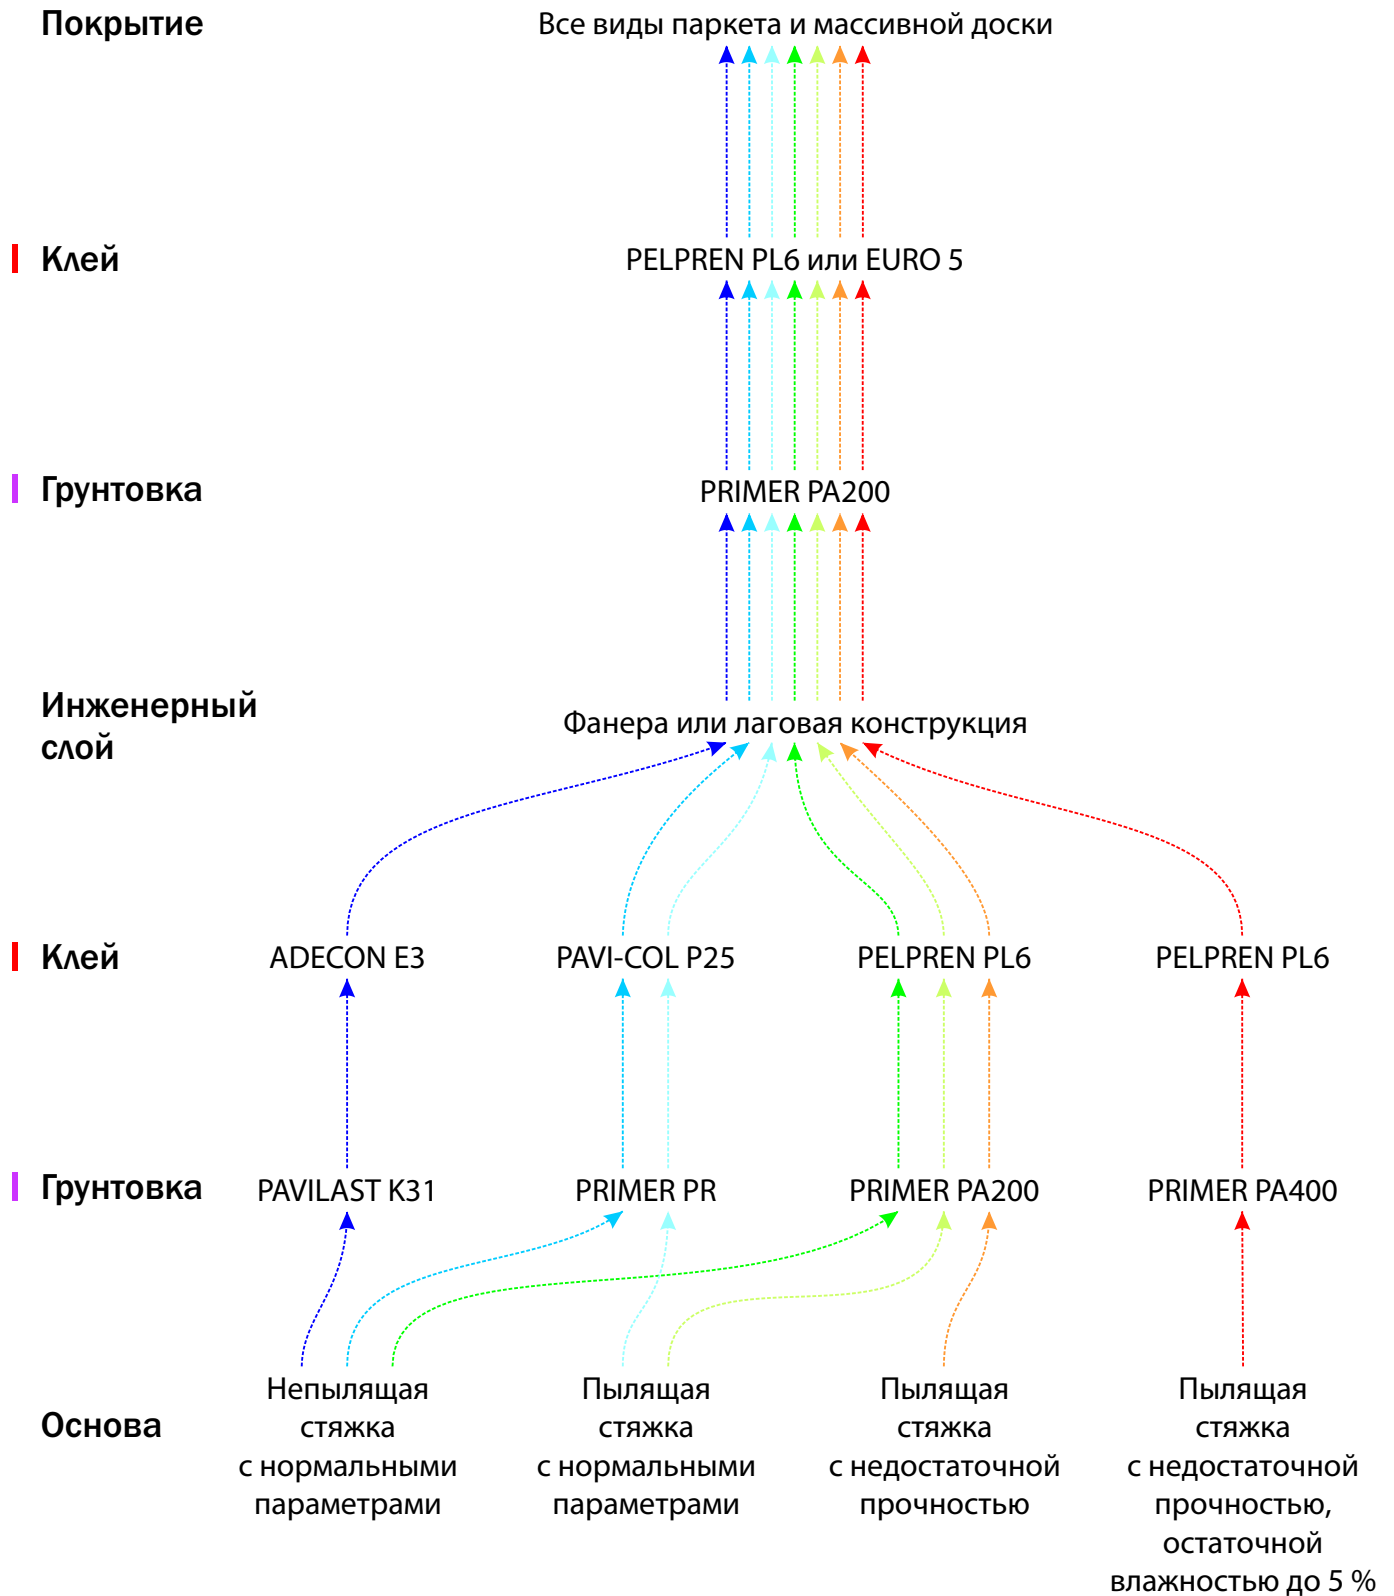 Покрытие
Все виды паркета и массивной доски
Клей
PELPREN PL6 или EURO 5
Грунтовка
PRIMER PA200
Инженерный
слой
Фанера или лаговая конструкция
Клей
ADECON E3
PAVI-COL P25
PELPREN PL6
PELPREN PL6
Грунтовка
PAVILAST K31
PRIMER PR
PRIMER PA200
PRIMER PA400
Основа
Непылящая
стяжка
с нормальными
параметрами
Пылящая
стяжка
с нормальными
параметрами
Пылящая
стяжка
с недостаточной
прочностью
Пылящая
стяжка
с недостаточной
прочностью,
остаточной
влажностью до 5 %